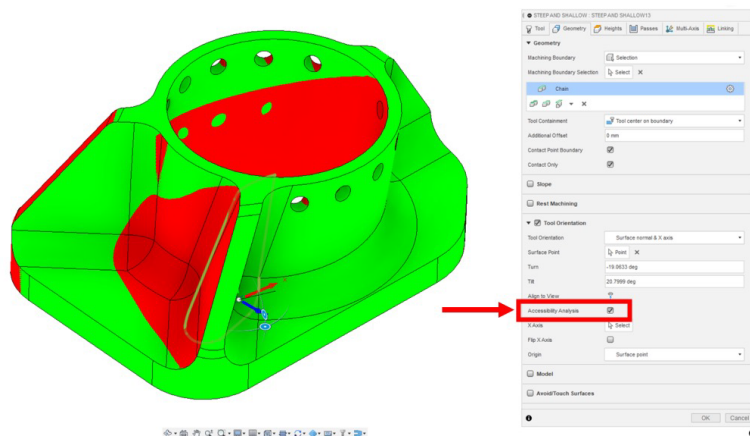 STEEP AND SHALLOW : STEEP AND SHALLOW13
Tool Geometry Heights Passes Multi-Axis Linking
Geometry
Machining Boundary Selection
Machining Boundary Selection Select
Chain
Tool Containment Tool center on boundary
Additional Offset 0 mm
Contact Point Boundary
Contact Only
Slope
Rest Machining
Tool Orientation
Tool Orientation Surface normal & X axis
Surface Point Point
Turn -19.0833 deg
Tilt 20.7999 deg
Align to View
Accessibility Analysis
X Axis Select
Flip X Axis
Origin Surface point
Model
Avoid/Touch Surfaces
OK Cancel